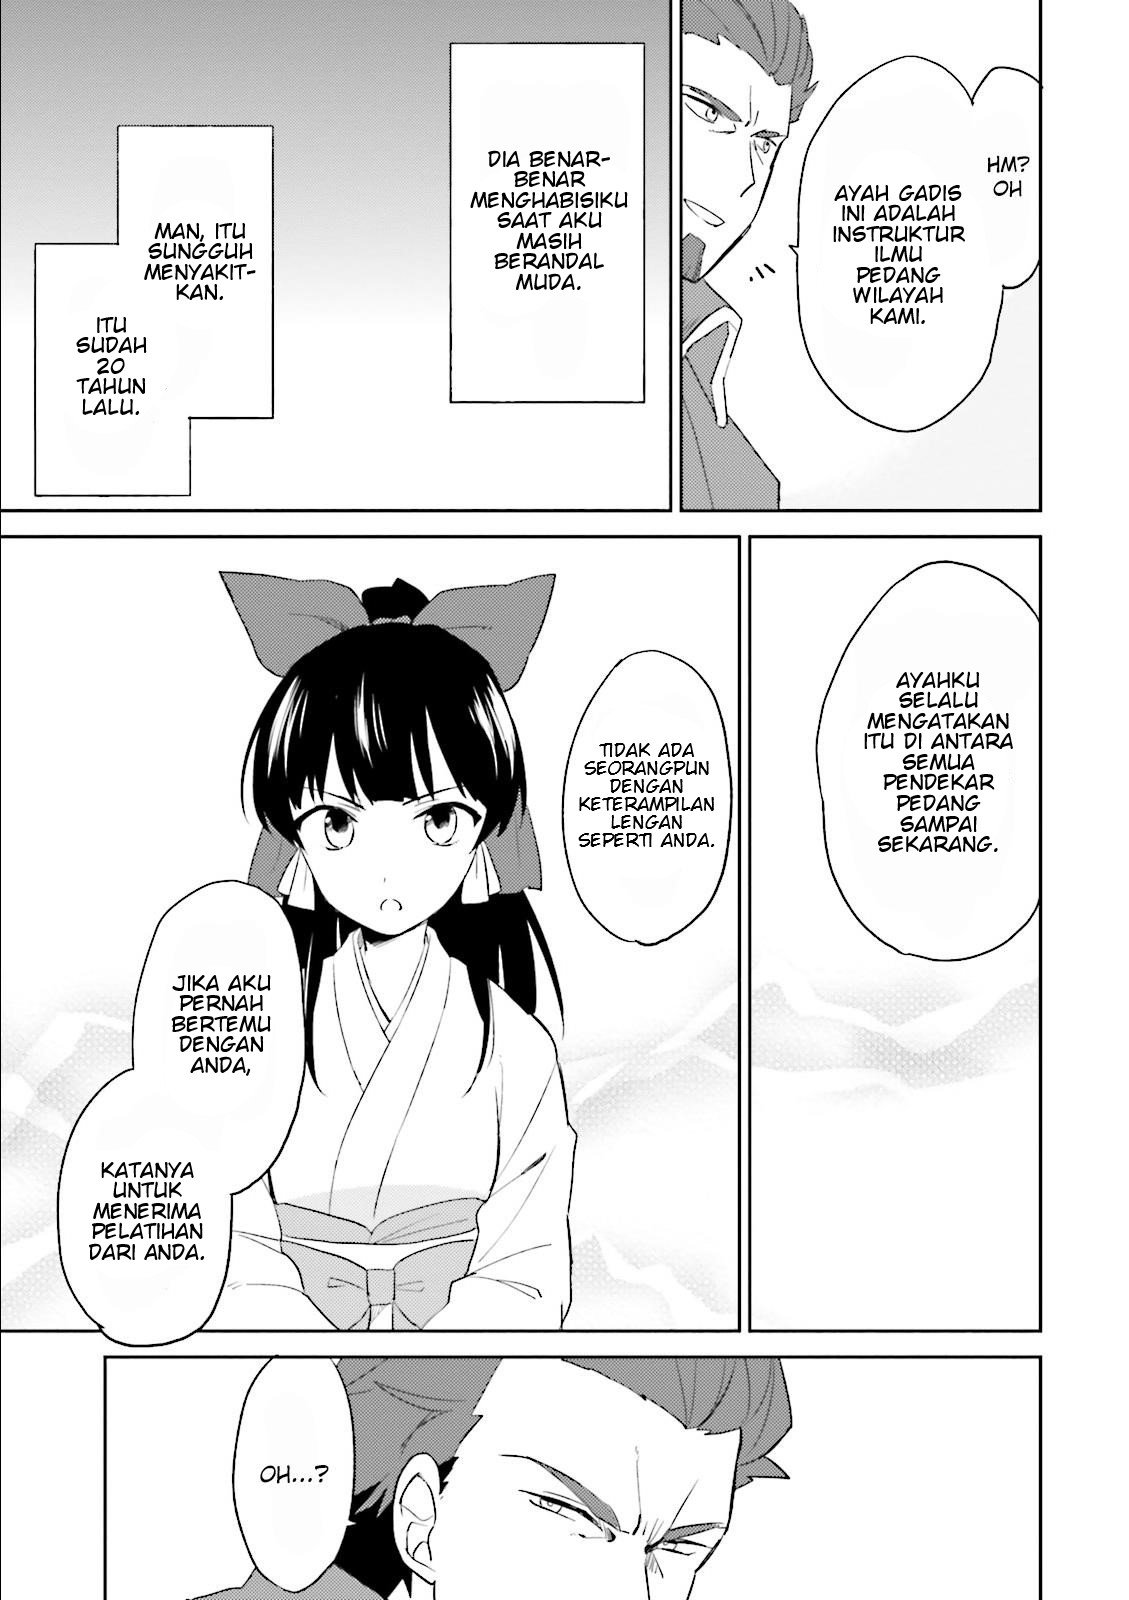 HM?
OH
AYAH GADIS
INI ADALAH
INSTRUKTUR
ILMU
PEDANG
WILAYAH
KAMI.
DIA BENAR-
BENAR
MENGHABISIKU
SAAT AKU
MASIH
BERANDAL
MUDA.
MAN, ITU
SUNGGUH
MENYAKIT-
KAN.
ITU
SUDAH
20
TAHUN
LALU.
AYAHKU
SELALU
MENGATAKAN
ITU DI ANTARA
SEMUA
PENDEKAR
PEDANG
SAMPAI
SEKARANG.
TIDAK ADA
SEORANGPUN
DENGAN
KETERAMPILAN
LENGAN
SEPERTI ANDA.
JIKA AKU
PERNAH
BERTEMU
DENGAN
ANDA,
KATANYA
UNTUK
MENERIMA
PELATIHAN
DARI ANDA.
OH...?